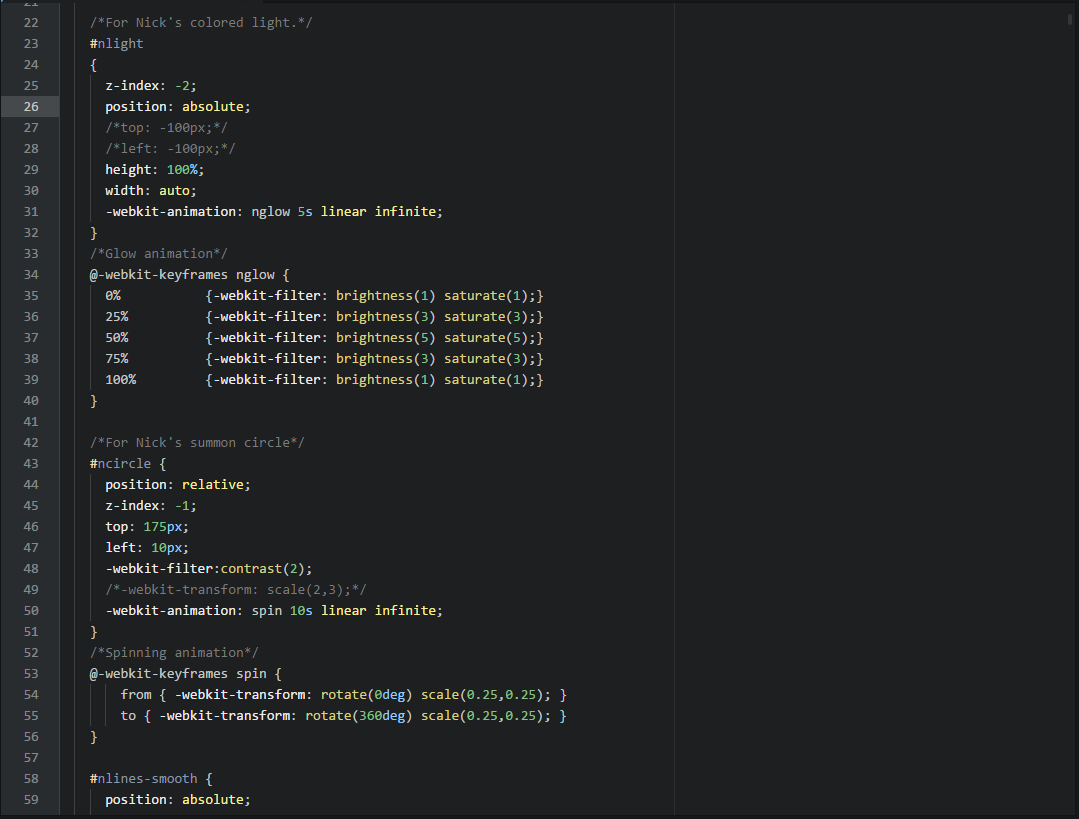 21
22 /*For Nick's colored light.*/
23 #nlight
24 {
25 z-index: -2;
26 position: absolute;
27 /*top: -100px;*/
28 /*left: -100px;*/
29 height: 100%;
30 width: auto;
31 -webkit-animation: nglow 5s linear infinite;
32 }
33 /*Glow animation*/
34 @-webkit-keyframes nglow {
35 0% {-webkit-filter: brightness(1) saturate(1);}
36 25% {-webkit-filter: brightness(3) saturate(3);}
37 50% {-webkit-filter: brightness(5) saturate(5);}
38 75% {-webkit-filter: brightness(3) saturate(3);}
39 100% {-webkit-filter: brightness(1) saturate(1);}
40 }
41
42 /*For Nick's summon circle*/
43 #ncircle {
44 position: relative;
45 z-index: -1;
46 top: 175px;
47 left: 10px;
48 -webkit-filter:contrast(2);
49 /*-webkit-transform: scale(2,3);*/
50 -webkit-animation: spin 10s linear infinite;
51 }
52 /*Spinning animation*/
53 @-webkit-keyframes spin {
54 from { -webkit-transform: rotate(0deg) scale(0.25,0.25); }
55 to { -webkit-transform: rotate(360deg) scale(0.25,0.25); }
56 }
57
58 #nlines-smooth {
59 position: absolute;